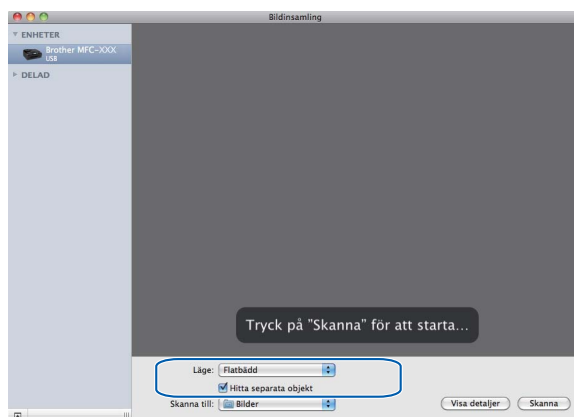 Bildinsamling
ENHETER
Brother MFC-XXX
USB
DELAD
Tryck på "Skanna" för att starta...
Läge: Flatbädd
Hitta separata objekt
Skanna till: Bilder
Visa detaljer Skanna